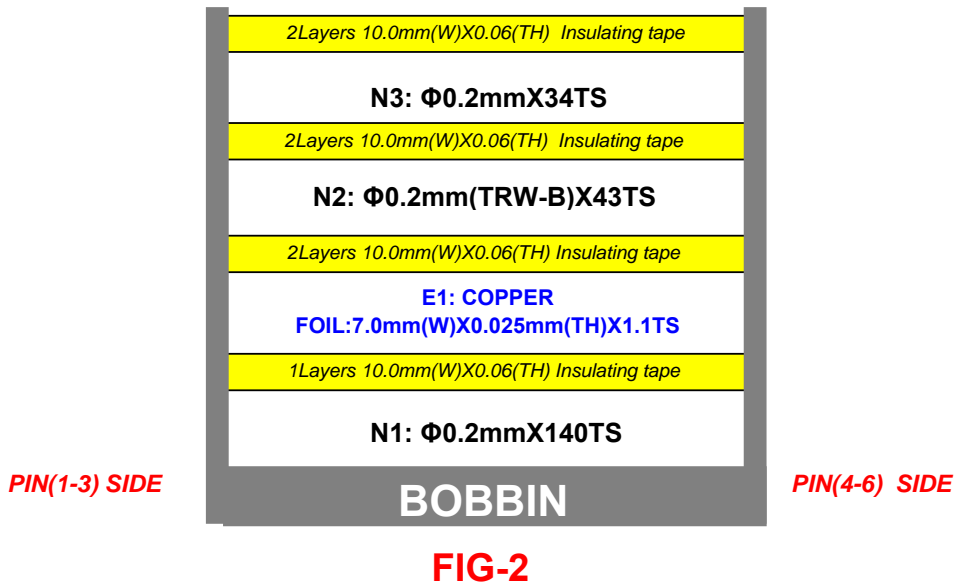 2Layers 10.0mm(W)X0.06(TH) Insulating tape
N3: Φ0.2mmX34TS
2Layers 10.0mm(W)X0.06(TH) Insulating tape
N2: Φ0.2mm(TRW-B)X43TS
2Layers 10.0mm(W)X0.06(TH) Insulating tape
E1: COPPER
FOIL:7.0mm(W)X0.025mm(TH)X1.1TS
1Layers 10.0mm(W)X0.06(TH) Insulating tape
N1: Φ0.2mmX140TS
PIN(1-3) SIDE
BOBBIN
PIN(4-6) SIDE
FIG-2